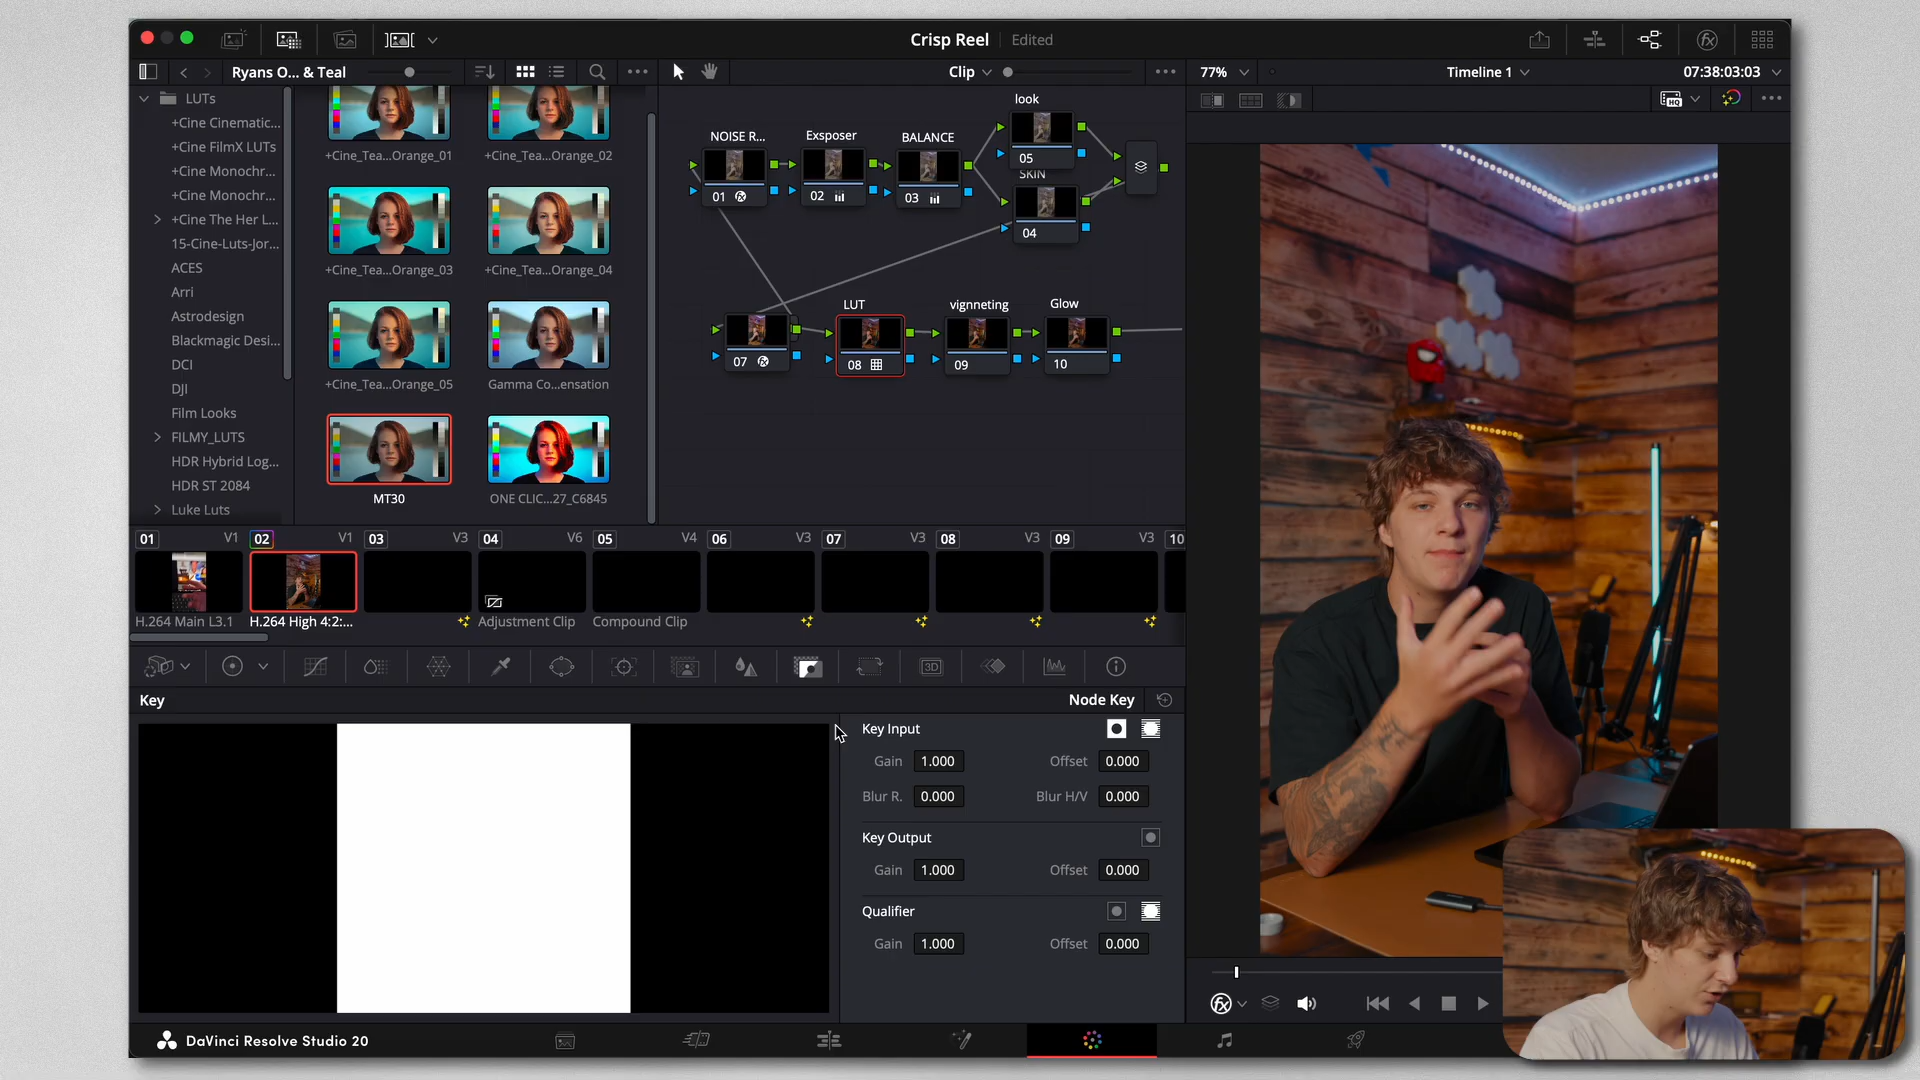 Crisp Reel
Edited
Ryans O... & Teal
Clip
77%
Timeline 1
07:38:03:03
LUTs
+Cine Cinematic...
+Cine FilmX LUTs
+Cine Monochr...
+Cine Monochr...
+Cine The Her L...
15-Cine-Luts-Jor...
ACES
Arri
Astrodesign
Blackmagic Desi...
DCI
DJI
Film Looks
FILMY_LUTS
HDR Hybrid Log...
HDR ST 2084
Luke Luts
+Cine_Tea...Orange_01
+Cine_Tea...Orange_02
+Cine_Tea...Orange_03
+Cine_Tea...Orange_04
+Cine_Tea...Orange_05
Gamma Co...ensation
MT30
ONE CLIC...27_C6845
look
NOISE R...
Exsposer
BALANCE
05
SKIN
01
02
03
04
LUT
vignneting
Glow
07
08
09
10
HQ
01 V1
02 V1
03 V3
04 V6
05 V4
06 V3
07 V3
08 V3
09 V3
10
H.264 Main L3.1
H.264 High 4:2:...
Adjustment Clip
Compound Clip
3D
Key
Node Key
Key Input
Gain 1.000 Offset 0.000
Blur R. 0.000 Blur H/V 0.000
Key Output
Gain 1.000 Offset 0.000
Qualifier
Gain 1.000 Offset 0.000
DaVinci Resolve Studio 20